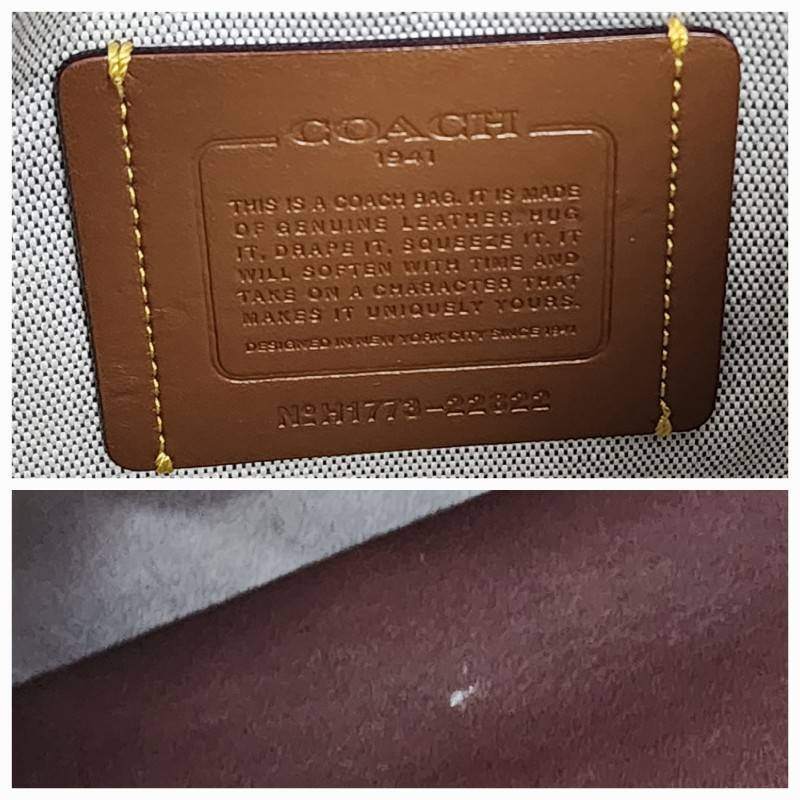 COACH
1941
THIS IS A COACH BAG. IT IS MADE
OF GENUINE LEATHER. HUG
IT, DRAPE IT, SQUEEZE IT. IT
WILL SOFTEN WITH TIME AND
TAKE ON A CHARACTER THAT
MAKES IT UNIQUELY YOURS.
DESIGNED IN NEW YORK CITY SINCE 1941
Nº H1773-22322